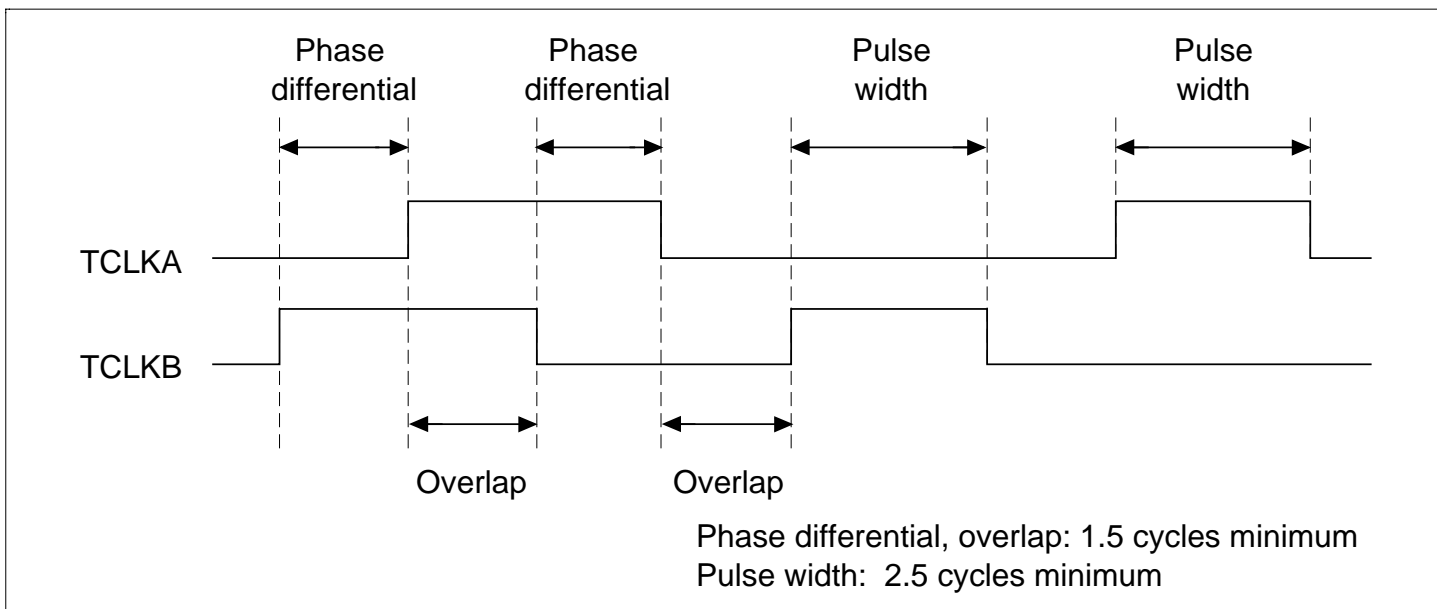 Phase
differential
Phase
differential
Pulse
width
Pulse
width
TCLKA
TCLKB
Overlap
Overlap
Phase differential, overlap: 1.5 cycles minimum
Pulse width: 2.5 cycles minimum